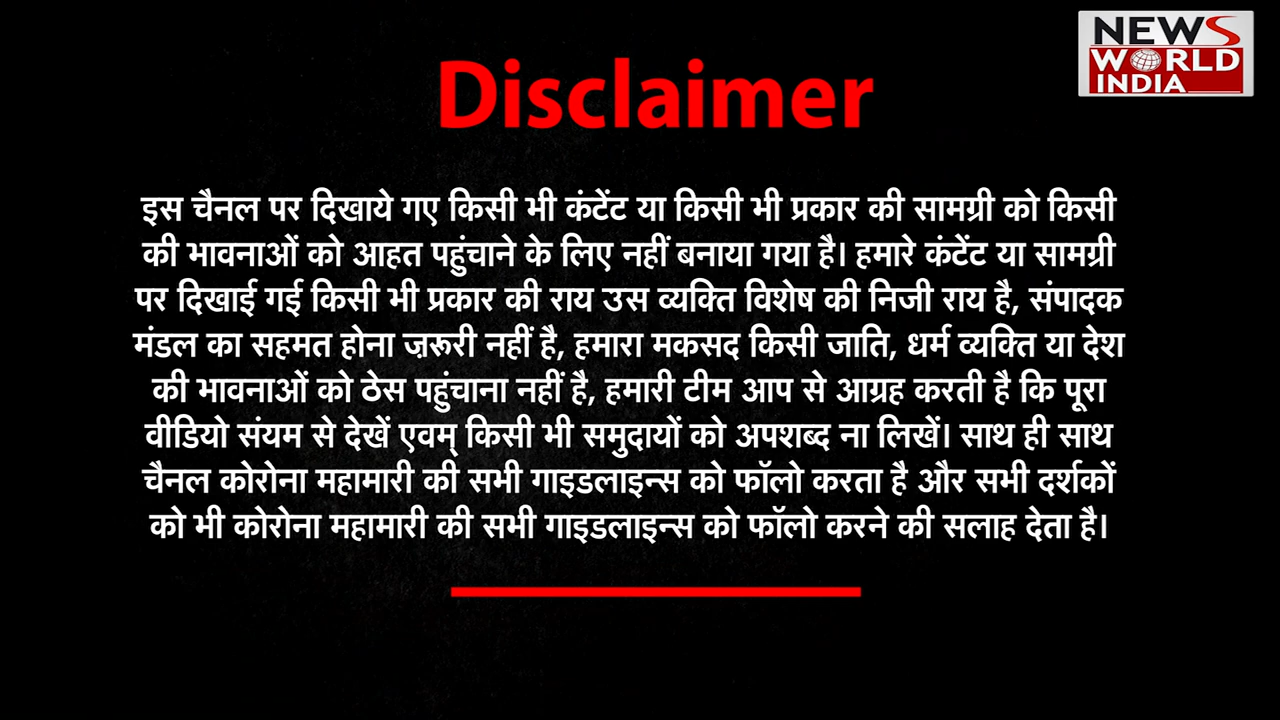 NEWS
WORLD
INDIA
Disclaimer
इस चैनल पर दिखाये गए किसी भी कंटेंट या किसी भी प्रकार की सामग्री को किसी
की भावनाओं को आहत पहुंचाने के लिए नहीं बनाया गया है। हमारे कंटेंट या सामग्री
पर दिखाई गई किसी भी प्रकार की राय उस व्यक्ति विशेष की निजी राय है, संपादक
मंडल का सहमत होना ज़रूरी नहीं है, हमारा मकसद किसी जाति, धर्म व्यक्ति या देश
की भावनाओं को ठेस पहुंचाना नहीं है, हमारी टीम आप से आग्रह करती है कि पूरा
वीडियो संयम से देखें एवम् किसी भी समुदायों को अपशब्द ना लिखें। साथ ही साथ
चैनल कोरोना महामारी की सभी गाइडलाइन्स को फॉलो करता है और सभी दर्शकों
को भी कोरोना महामारी की सभी गाइडलाइन्स को फॉलो करने की सलाह देता है।